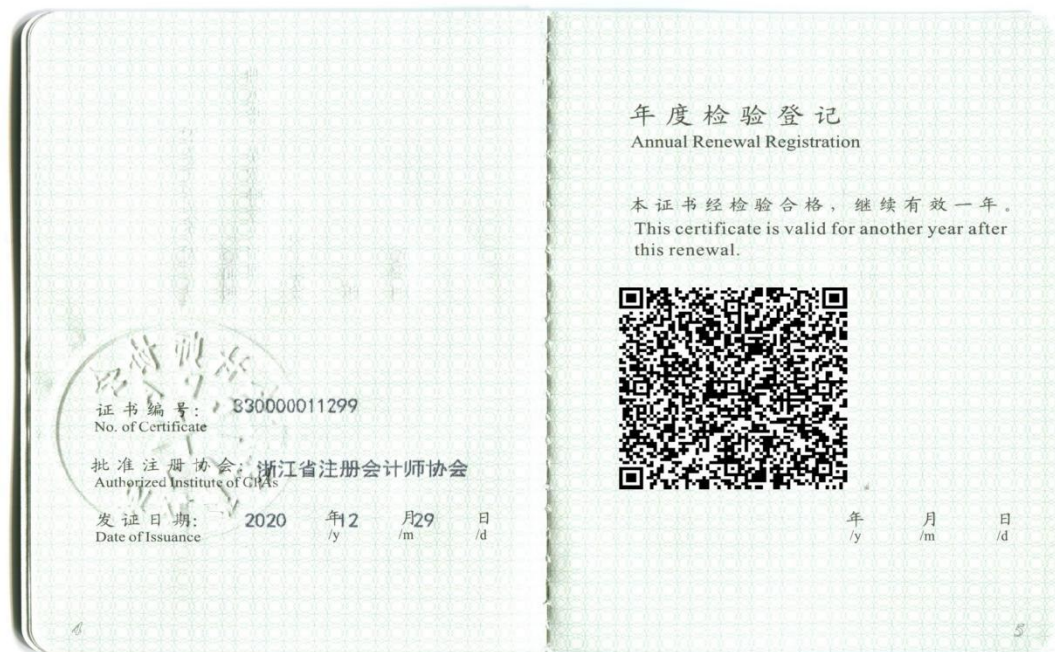 证书编号: 330000011299
No. of Certificate
批准注册协会: 浙江省注册会计师协会
Authorized Institute of CPAs
发证日期: 2020 年12 月29 日
Date of Issuance /y /m /d
年度检验登记
Annual Renewal Registration
本证书经检验合格，继续有效一年。
This certificate is valid for another year after
this renewal.
年 月 日
/y /m /d
5